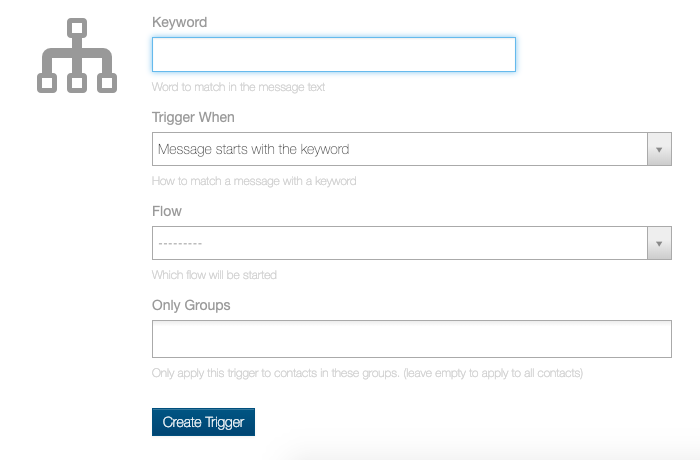 Keyword
Word to match in the message text
Trigger When
Message starts with the keyword
How to match a message with a keyword
Flow
---------
Which flow will be started
Only Groups
Only apply this trigger to contacts in these groups. (leave empty to apply to all contacts)
Create Trigger